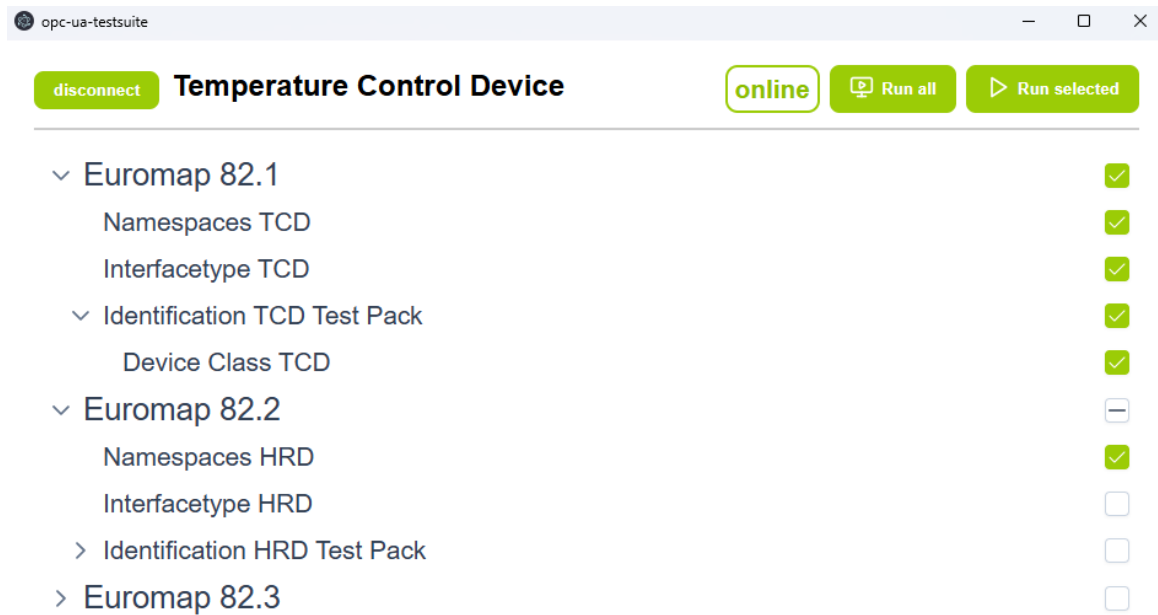 opc-ua-testsuite
disconnect Temperature Control Device online Run all Run selected
Euromap 82.1
Namespaces TCD
Interfacetype TCD
Identification TCD Test Pack
Device Class TCD
Euromap 82.2
Namespaces HRD
Interfacetype HRD
Identification HRD Test Pack
Euromap 82.3